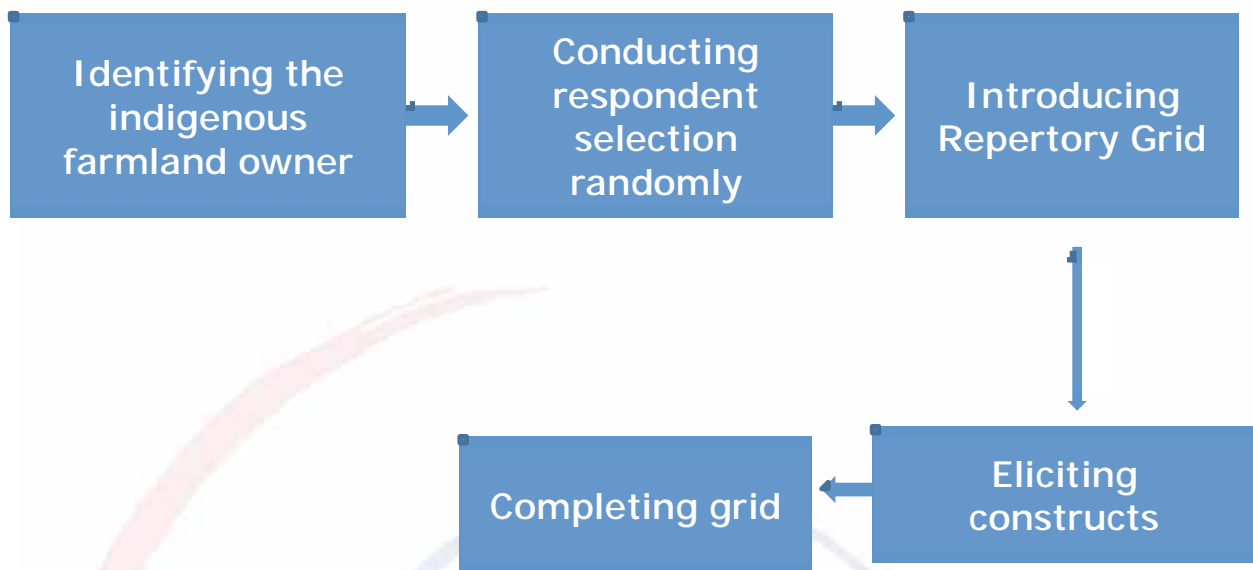 Identifying the
indigenous
farmland owner
Conducting
respondent
selection
randomly
Introducing
Repertory Grid
Eliciting
constructs
Completing grid